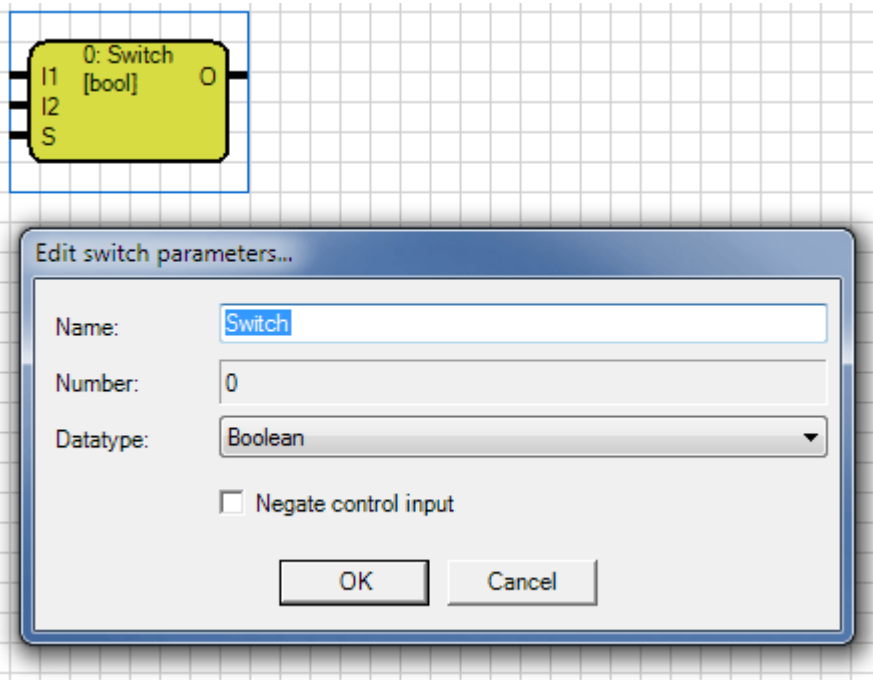 0: Switch
I1 [bool] O
I2
S
Edit switch parameters...
Name: Switch
Number: 0
Datatype: Boolean
Negate control input
OK Cancel